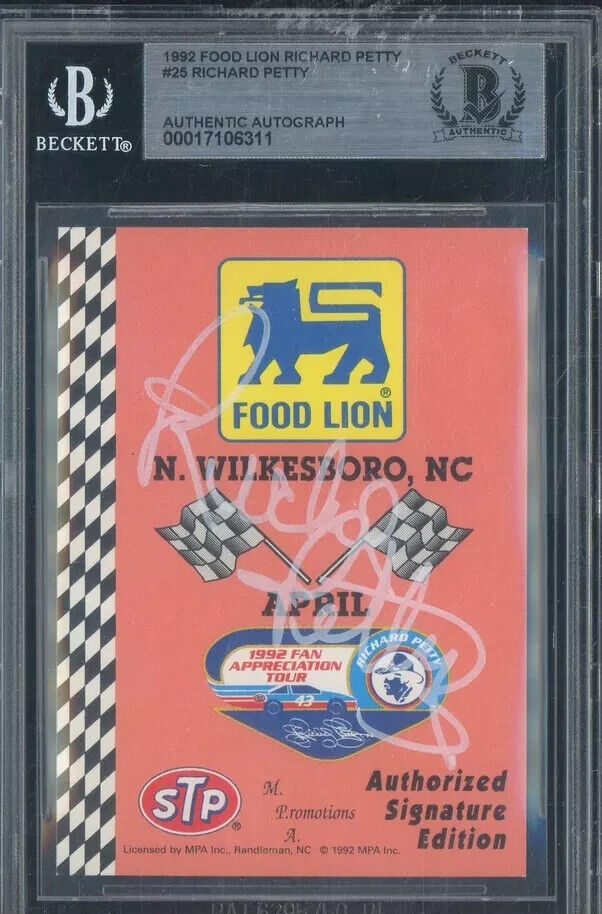 1992 FOOD LION RICHARD PETTY
#25 RICHARD PETTY
AUTHENTIC AUTOGRAPH
00017106311
B
BECKETT®
BECKETT
B
AUTHENTIC
®
FOOD LION
N. WILKESBORO, NC
Richard Petty
APRIL
1992 FAN
APPRECIATION
TOUR
43
RICHARD PETTY
STP®
M.
P.romotions
A.
Authorized
Signature
Edition
Licensed by MPA Inc., Randleman, NC © 1992 MPA Inc.